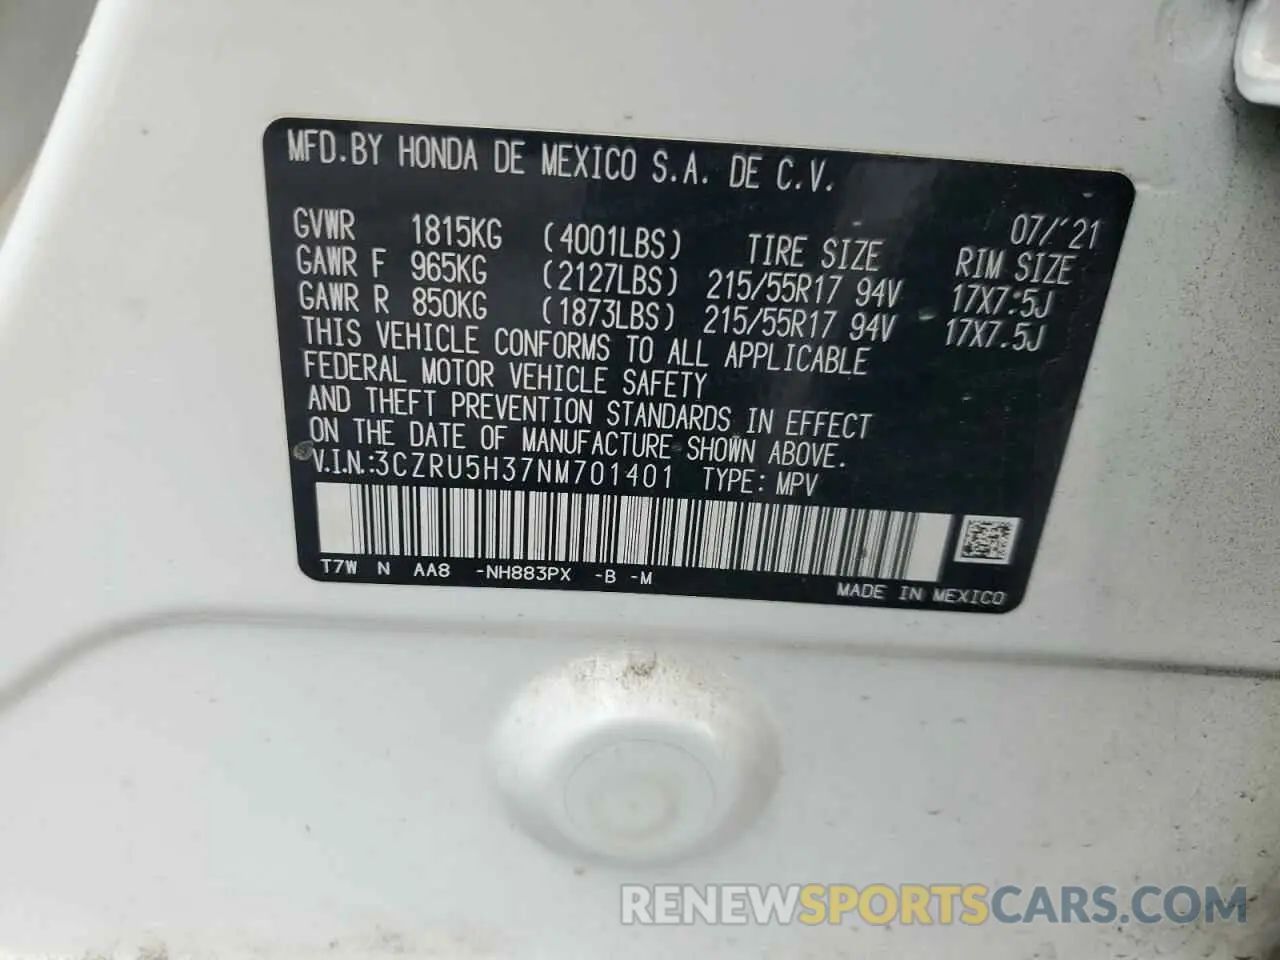 MFD.BY HONDA DE MEXICO S.A. DE C.V.
07/'21
GVWR 1815KG (4001LBS) TIRE SIZE RIM SIZE
GAWR F 965KG (2127LBS) 215/55R17 94V 17X7.5J
GAWR R 850KG (1873LBS) 215/55R17 94V 17X7.5J
THIS VEHICLE CONFORMS TO ALL APPLICABLE
FEDERAL MOTOR VEHICLE SAFETY
AND THEFT PREVENTION STANDARDS IN EFFECT
ON THE DATE OF MANUFACTURE SHOWN ABOVE.
V.I.N.:3CZRU5H37NM701401 TYPE: MPV
T7W N AA8 -NH883PX -B -M
MADE IN MEXICO
RENEWSPORTSCARS.COM